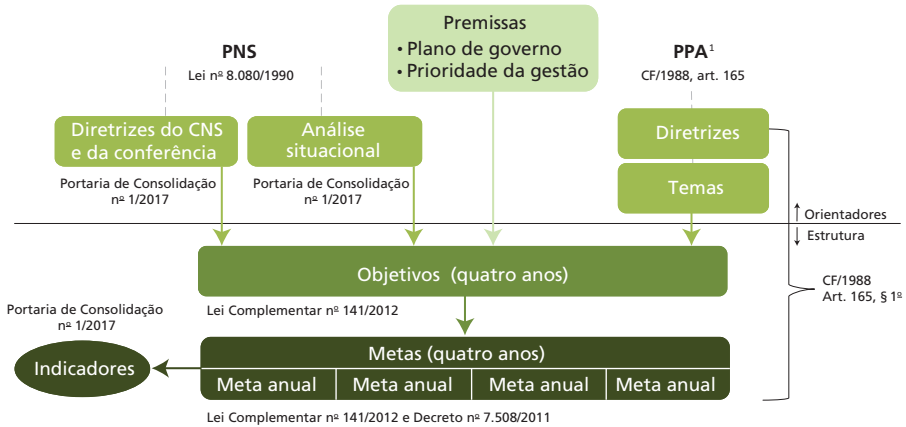 Premissas
• Plano de governo
• Prioridade da gestão
PNS
Lei nº 8.080/1990
PPA¹
CF/1988, art. 165
Diretrizes do CNS
e da conferência
Análise
situacional
Diretrizes
Portaria de Consolidação
nº 1/2017
Portaria de Consolidação
nº 1/2017
Temas
Orientadores
Estrutura
Objetivos (quatro anos)
CF/1988
Art. 165, § 1º
Lei Complementar nº 141/2012
Portaria de Consolidação
nº 1/2017
Indicadores
Metas (quatro anos)
Meta anual
Meta anual
Meta anual
Meta anual
Lei Complementar nº 141/2012 e Decreto nº 7.508/2011